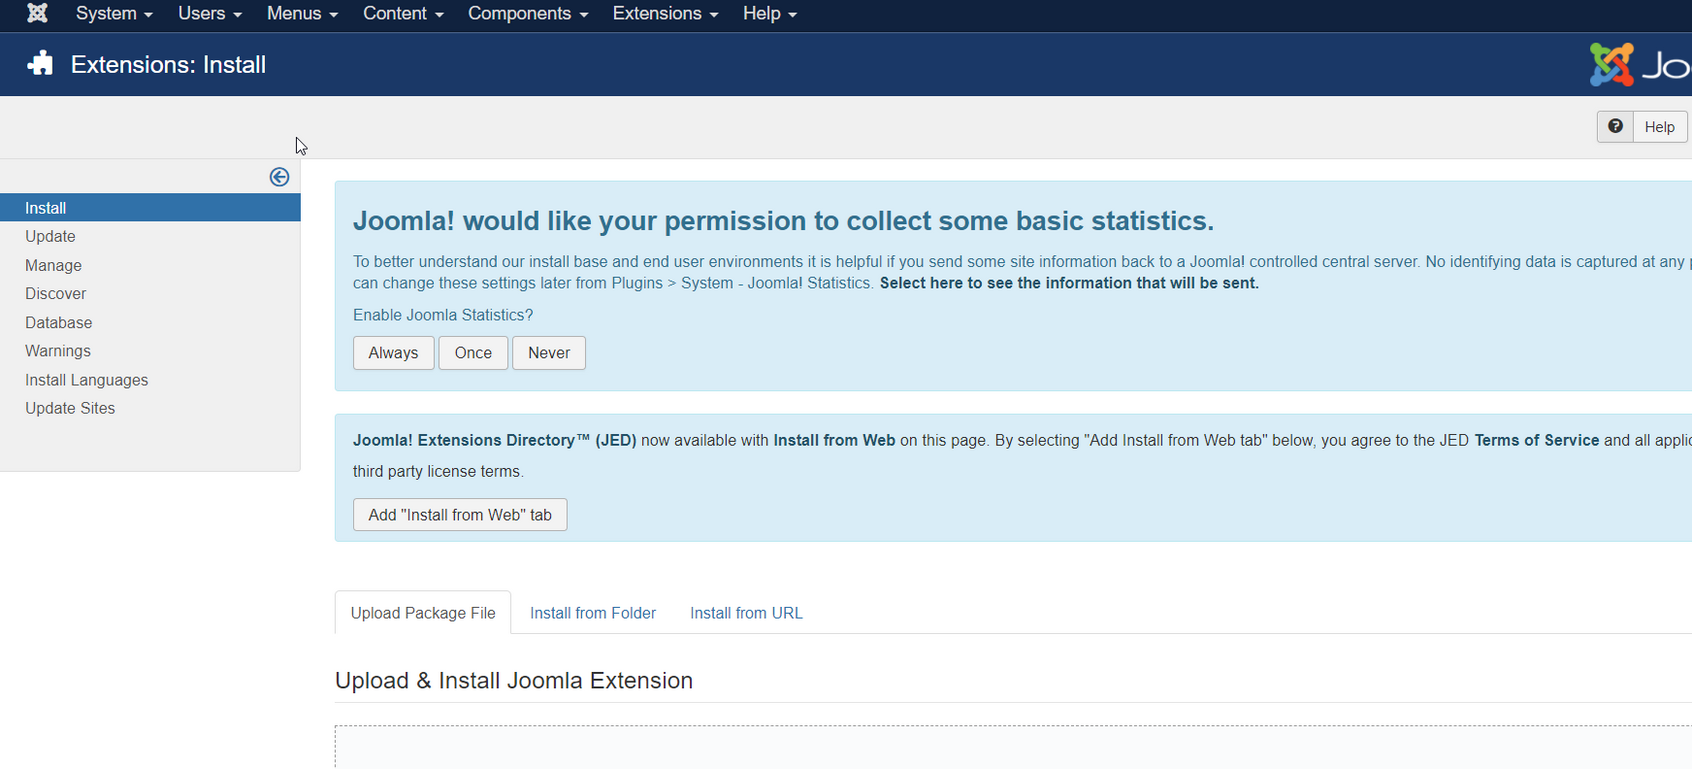 System Users Menus Content Components Extensions Help
Extensions: Install
Help
Install
Update
Manage
Discover
Database
Warnings
Install Languages
Update Sites
Joomla! would like your permission to collect some basic statistics.
To better understand our install base and end user environments it is helpful if you send some site information back to a Joomla! controlled central server. No identifying data is captured at any
can change these settings later from Plugins > System - Joomla! Statistics. Select here to see the information that will be sent.
Enable Joomla Statistics?
Always Once Never
Joomla! Extensions Directory™ (JED) now available with Install from Web on this page. By selecting "Add Install from Web tab" below, you agree to the JED Terms of Service and all
third party license terms.
Add "Install from Web" tab
Upload Package File Install from Folder Install from URL
Upload & Install Joomla Extension